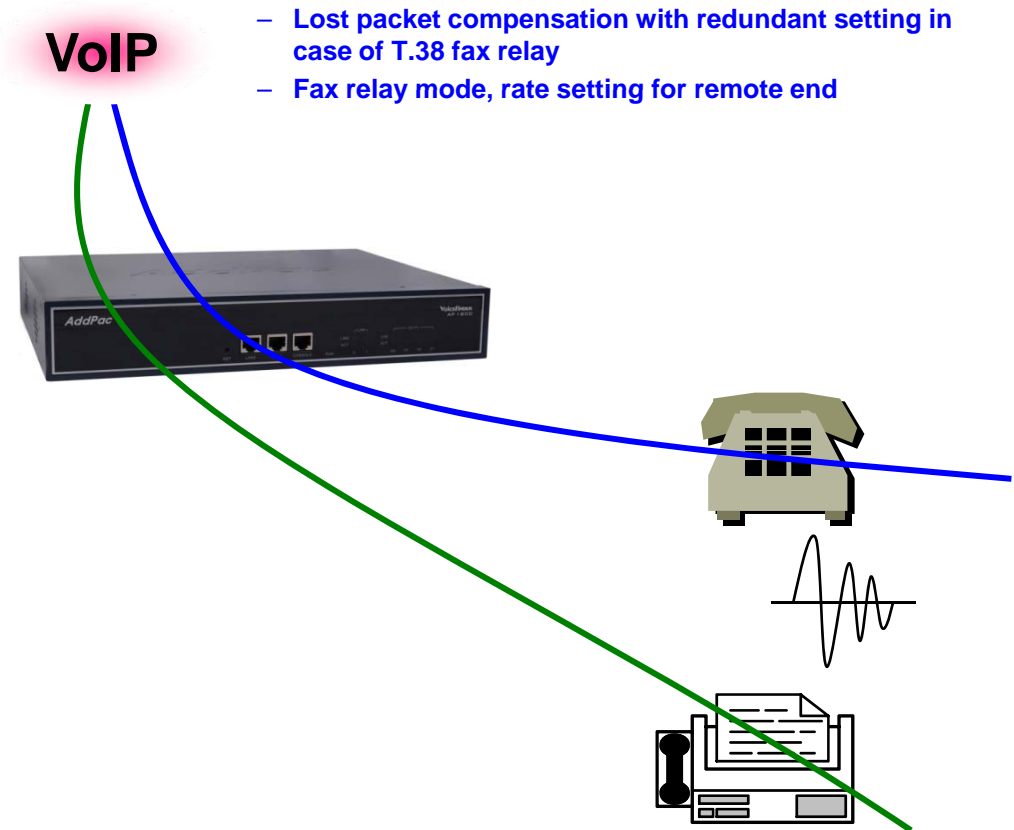 VoIP
– Lost packet compensation with redundant setting in
case of T.38 fax relay
– Fax relay mode, rate setting for remote end
AddPac